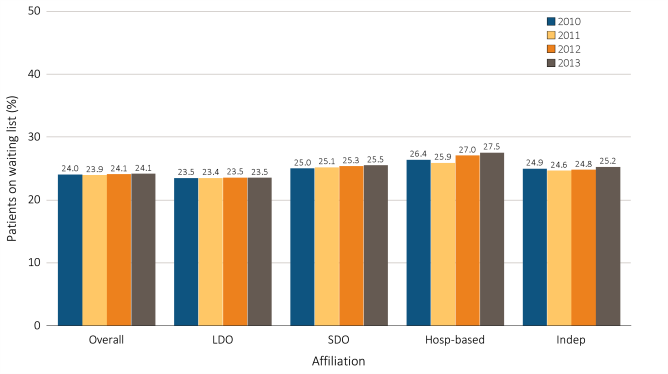 50
40
30
20
10
0
Patients on waiting list (%)
2010
2011
2012
2013
24.0 23.9 24.1 24.1
23.5 23.4 23.5 23.5
25.0 25.1 25.3 25.5
26.4 25.9 27.0 27.5
24.9 24.6 24.8 25.2
Overall LDO SDO Hosp-based Indep
Affiliation